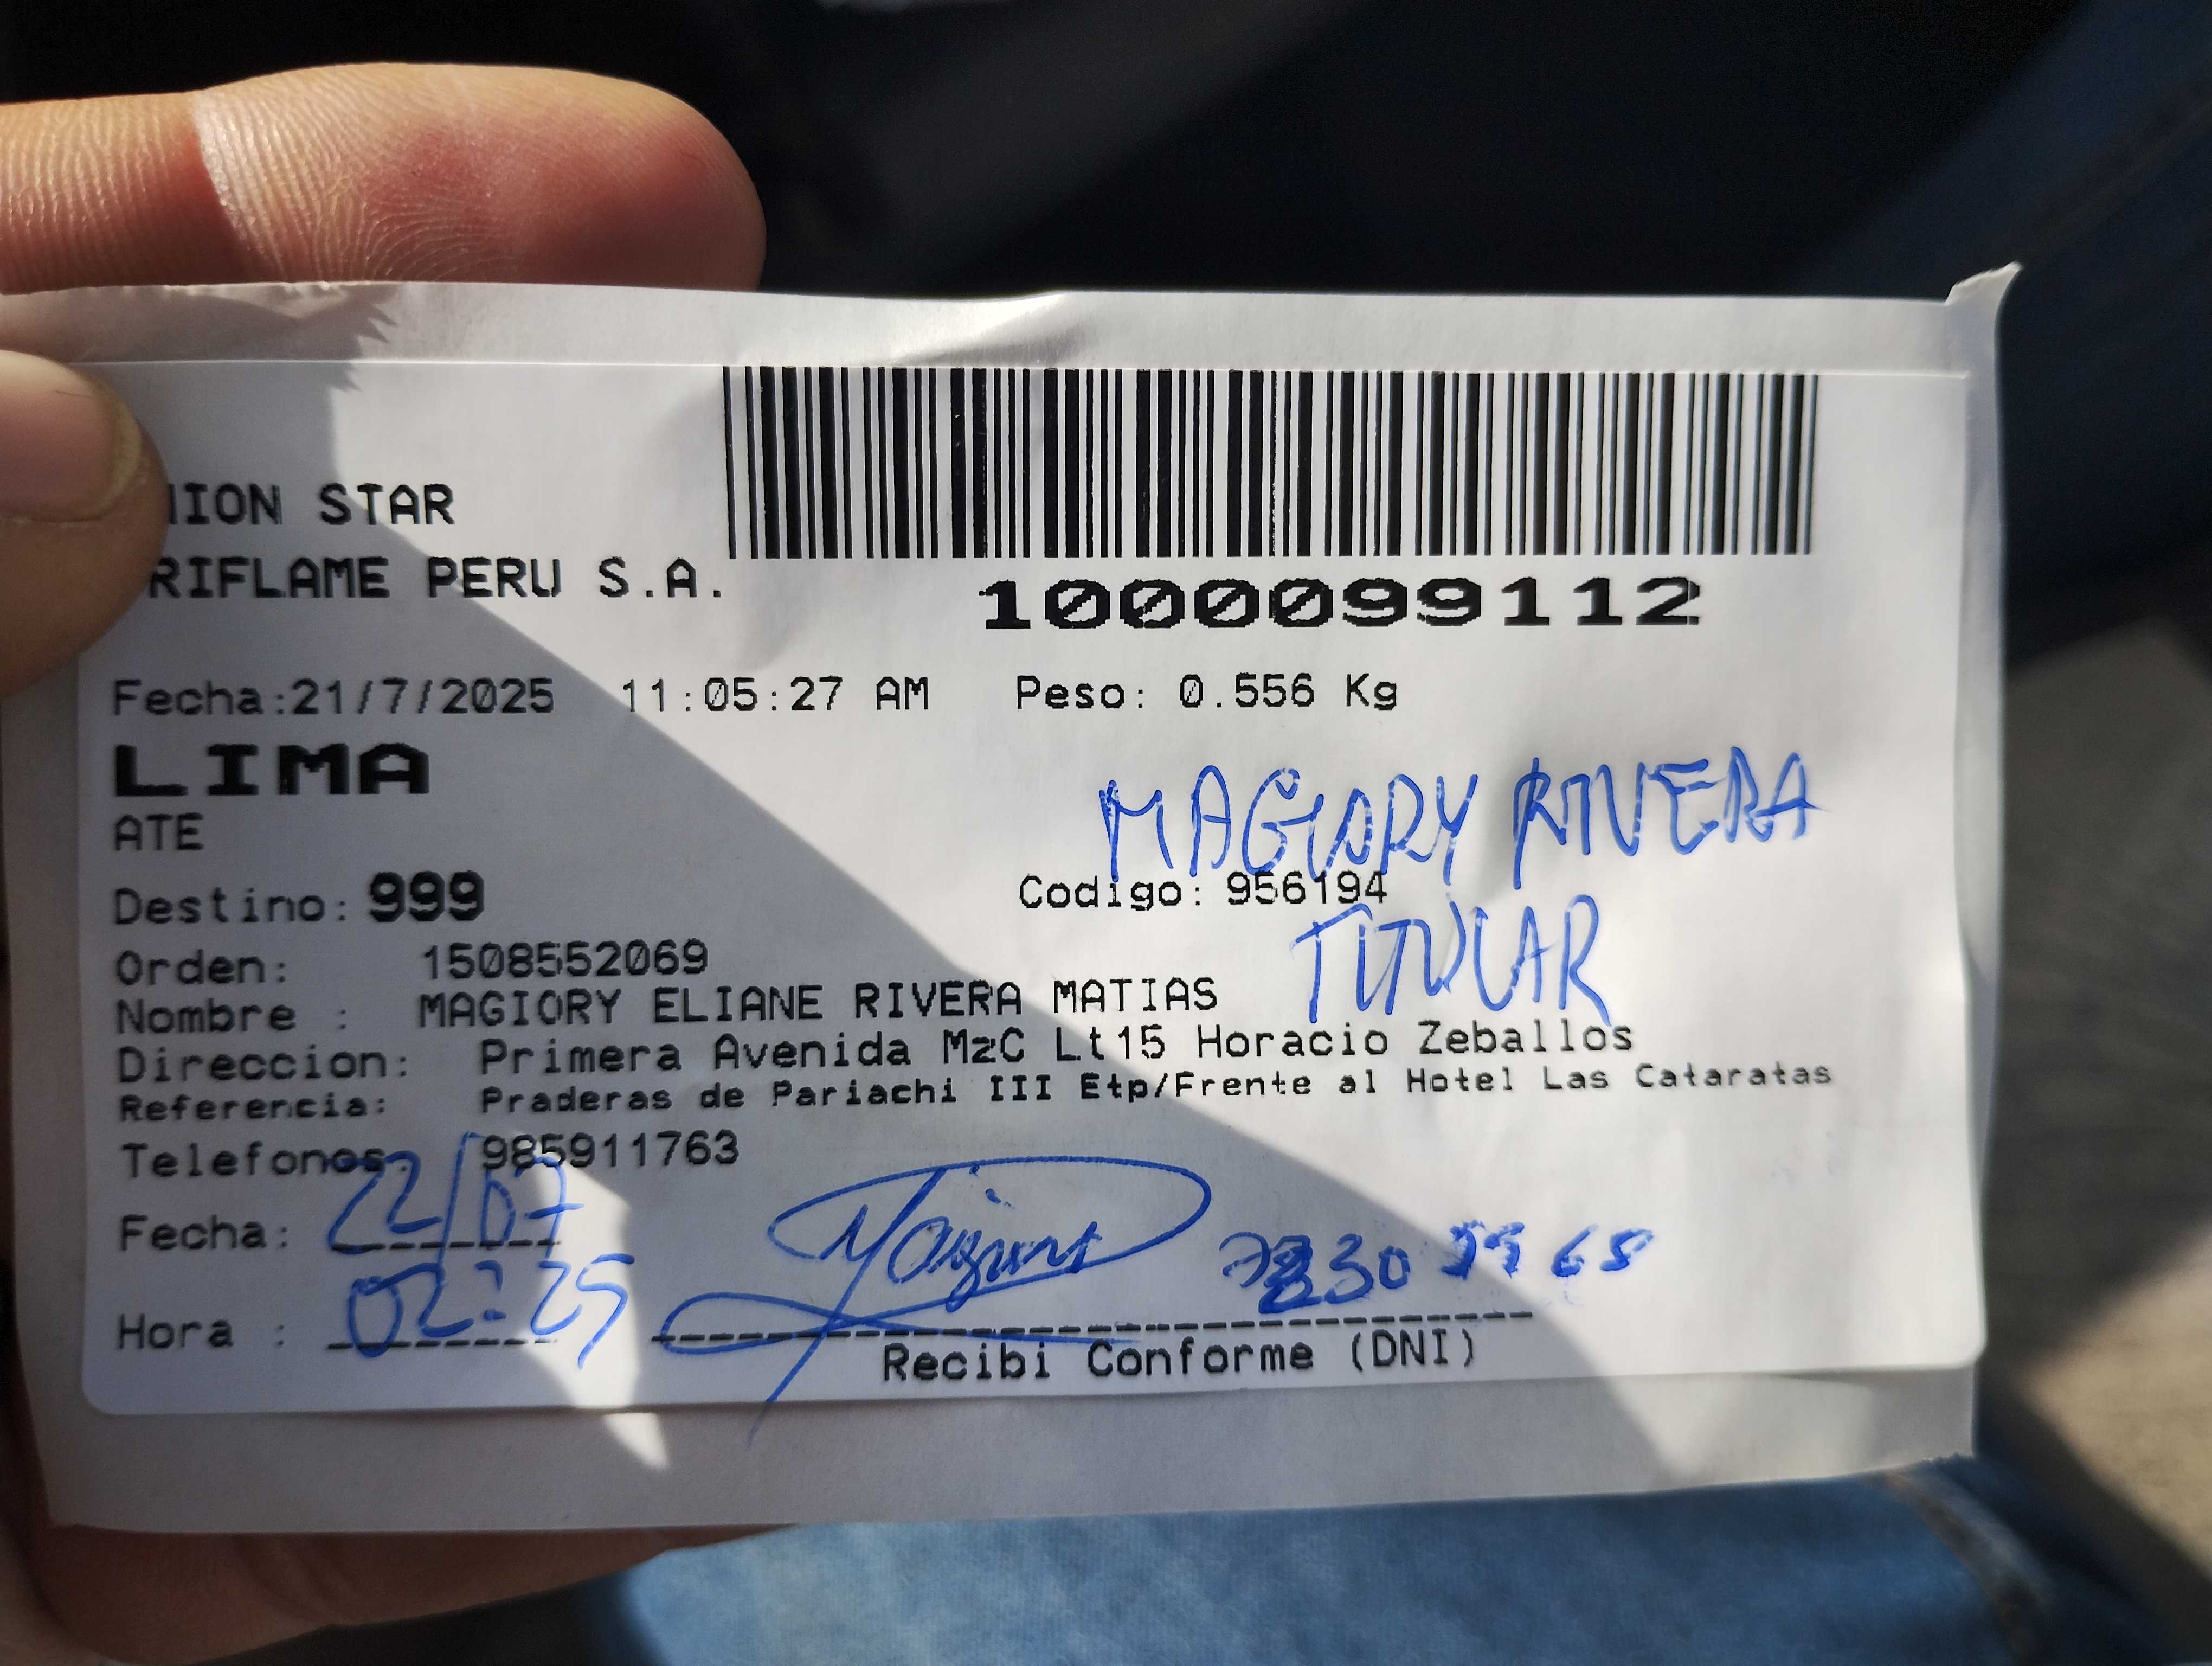 STAR
PERU S.A.
1000099112
Fecha:21/7/2025 11:05:27 AM Peso: 0.556 Kg
LIMA
MAGIORY RIVERA
ATE
Destino: 999 Codigo: 956194
TITULAR
Orden: 1508552069
Nombre : MAGIORY ELIANE RIVERA MATIAS
Direccion: Primera Avenida MzC Lt15 Horacio Zeballos
Referencia: Praderas de Pariachi III Etp/Frente al Hotel Las Cataratas
Telefonos: 985911763
Fecha: 22/07
Hora : 02:25
Recibi Conforme (DNI)